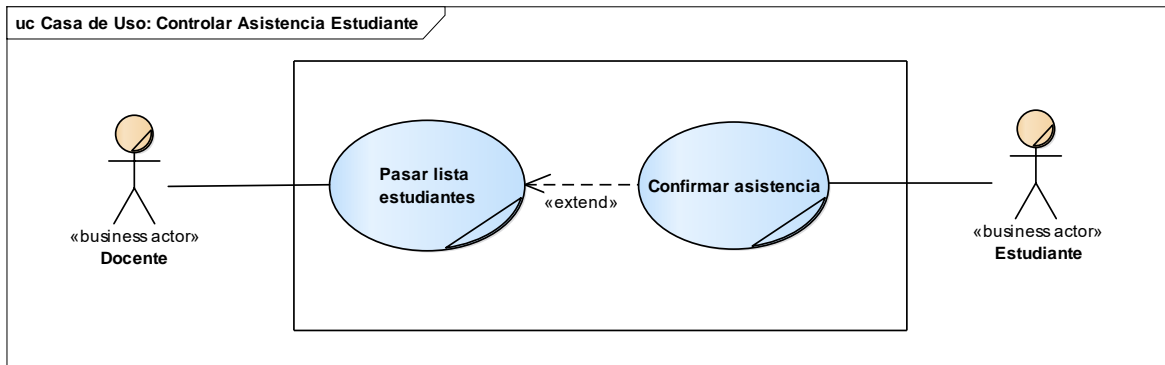 uc Casa de Uso: Controlar Asistencia Estudiante
Pasar lista
estudiantes
Confirmar asistencia
«extend»
«business actor»
Docente
«business actor»
Estudiante